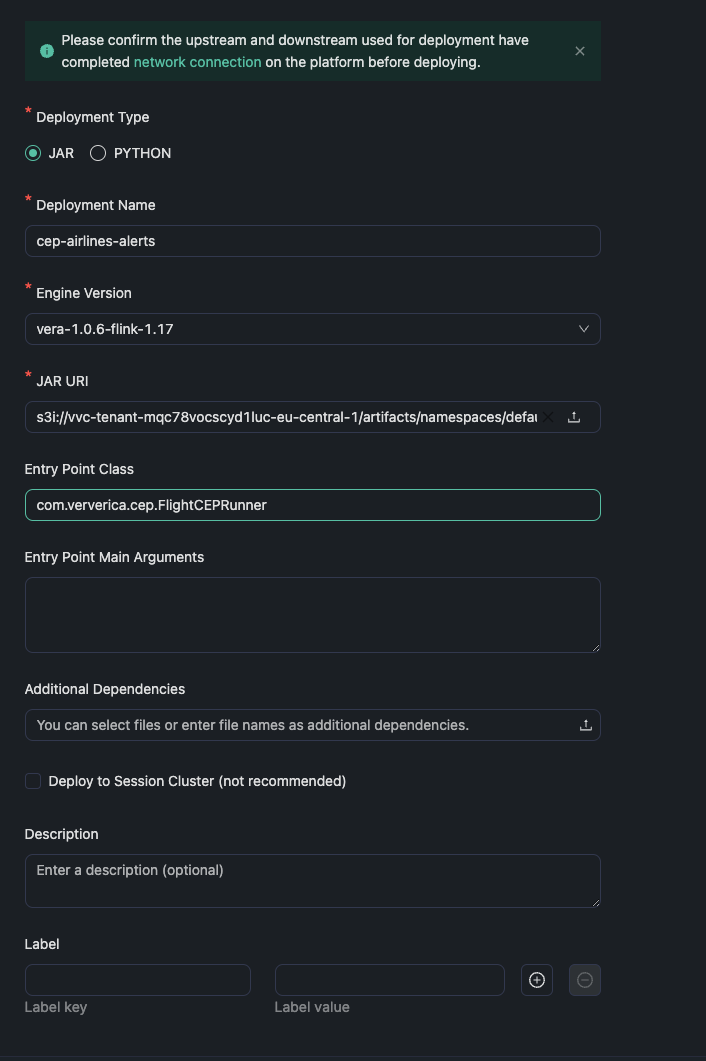 Please confirm the upstream and downstream used for deployment have
completed network connection on the platform before deploying.
* Deployment Type
JAR PYTHON
* Deployment Name
cep-airlines-alerts
* Engine Version
vera-1.0.6-flink-1.17
* JAR URI
s3i://vvc-tenant-mqc78vocscyd1luc-eu-central-1/artifacts/namespaces/defau
Entry Point Class
com.ververica.cep.FlightCEPRunner
Entry Point Main Arguments
Additional Dependencies
You can select files or enter file names as additional dependencies.
Deploy to Session Cluster (not recommended)
Description
Enter a description (optional)
Label
Label key Label value